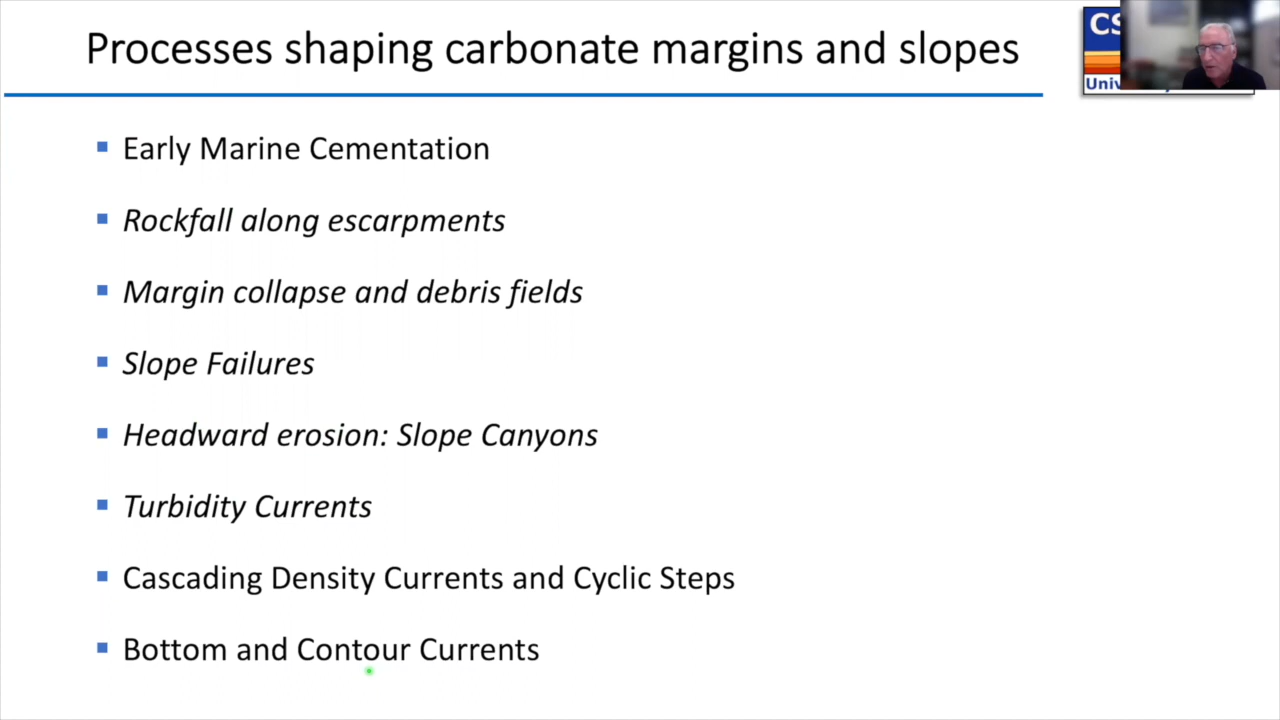 Processes shaping carbonate margins and slopes
CS
Univ
Early Marine Cementation
Rockfall along escarpments
Margin collapse and debris fields
Slope Failures
Headward erosion: Slope Canyons
Turbidity Currents
Cascading Density Currents and Cyclic Steps
Bottom and Contour Currents